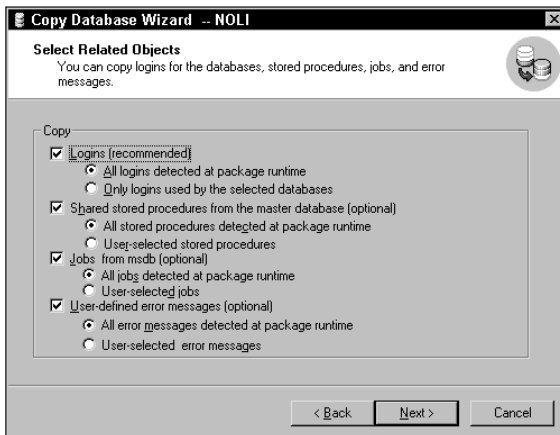 Copy Database Wizard -- NOLI
Select Related Objects
You can copy logins for the databases, stored procedures, jobs, and error
messages.
Copy
Logins (recommended)
All logins detected at package runtime
Only logins used by the selected databases
Shared stored procedures from the master database (optional)
All stored procedures detected at package runtime
User-selected stored procedures
Jobs from msdb (optional)
All jobs detected at package runtime
User-selected jobs
User-defined error messages (optional)
All error messages detected at package runtime
User-selected error messages
< Back
Next >
Cancel